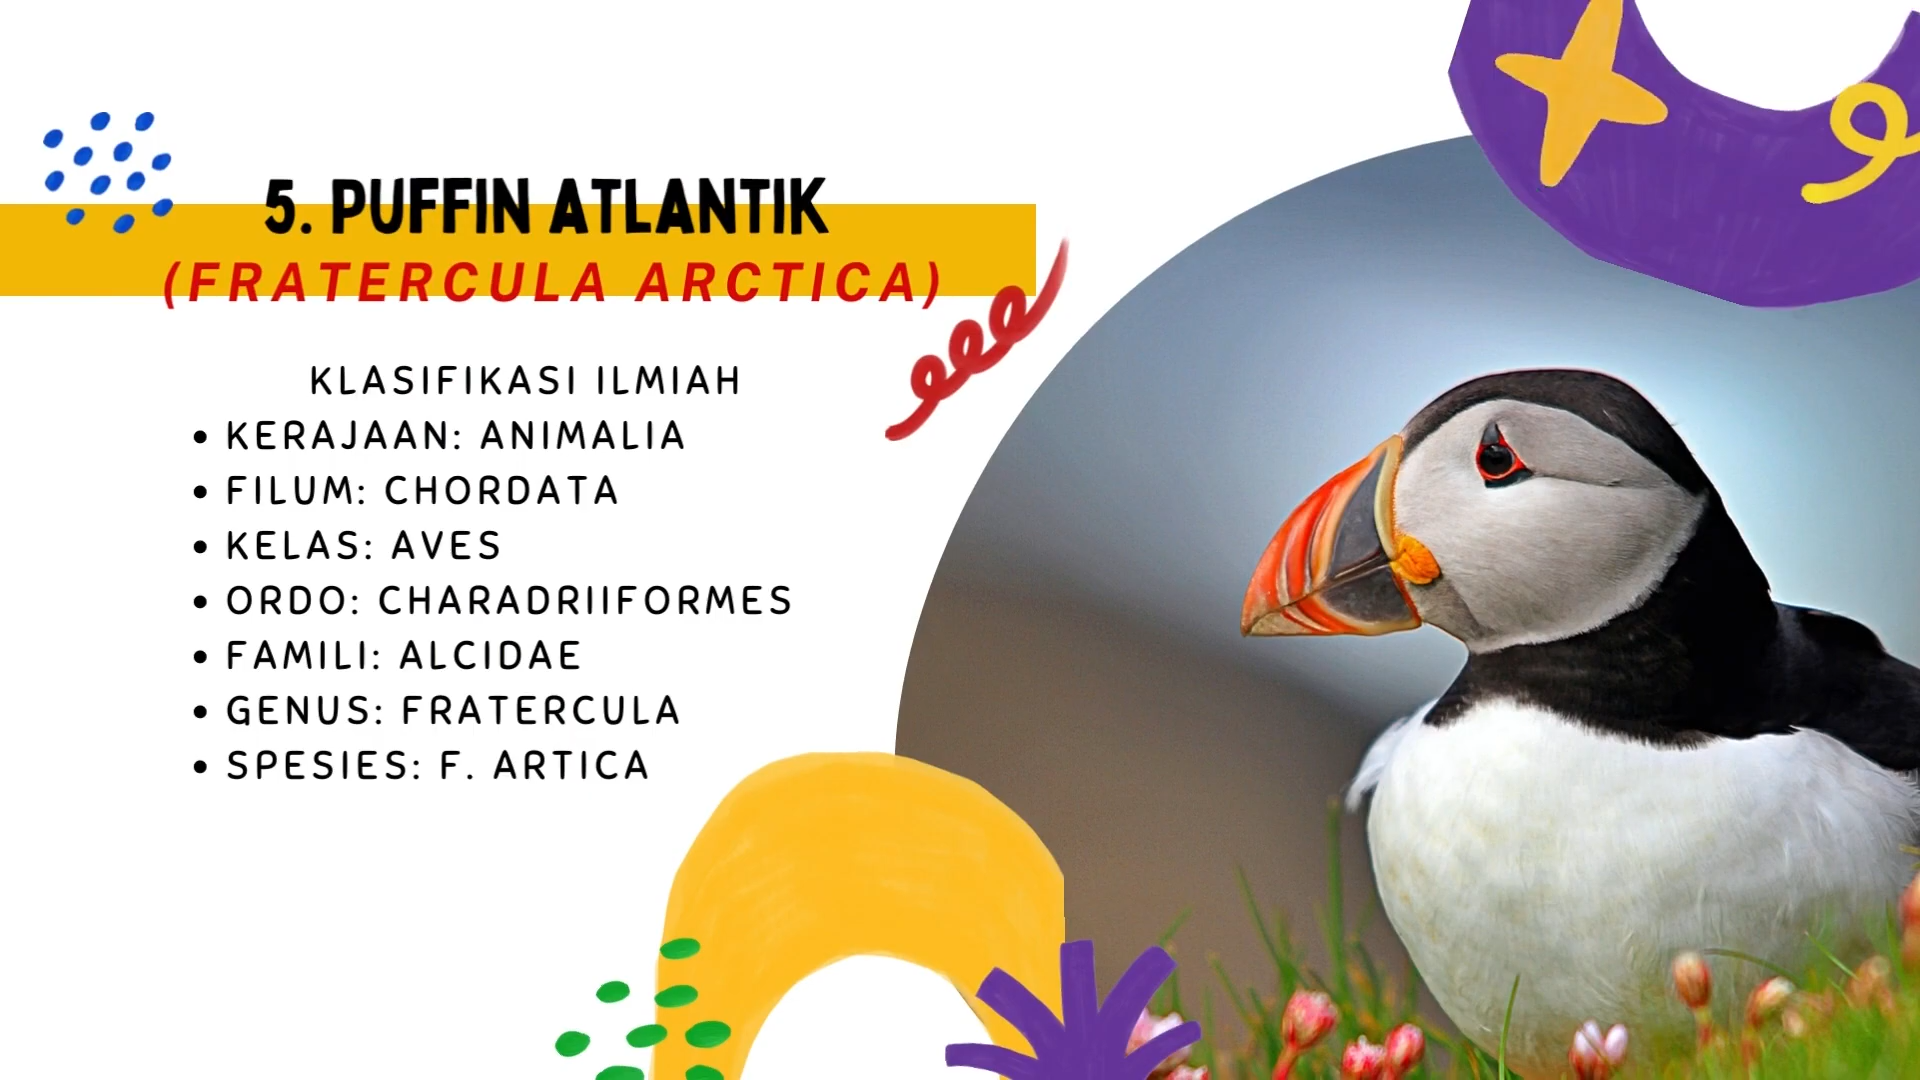 5. PUFFIN ATLANTIK
(FRATERCULA ARCTICA)
KLASIFIKASI ILMIAH
• KERAJAAN: ANIMALIA
• FILUM: CHORDATA
• KELAS: AVES
• ORDO: CHARADRIIFORMES
• FAMILI: ALCIDAE
• GENUS: FRATERCULA
• SPESIES: F. ARTICA